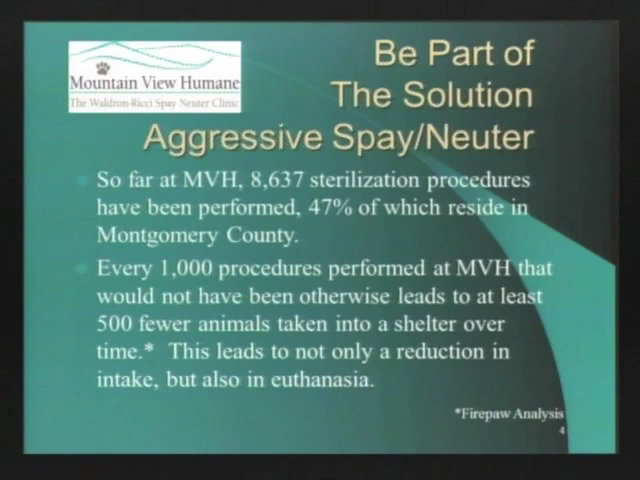 Mountain View Humane
The Waldron-Ricci Spay Neuter Clinic
Be Part of
The Solution
Aggressive Spay/Neuter
So far at MVH, 8,637 sterilization procedures
have been performed, 47% of which reside in
Montgomery County.
Every 1,000 procedures performed at MVH that
would not have been otherwise leads to at least
500 fewer animals taken into a shelter over
time.* This leads to not only a reduction in
intake, but also in euthanasia.
*Firepaw Analysis
4